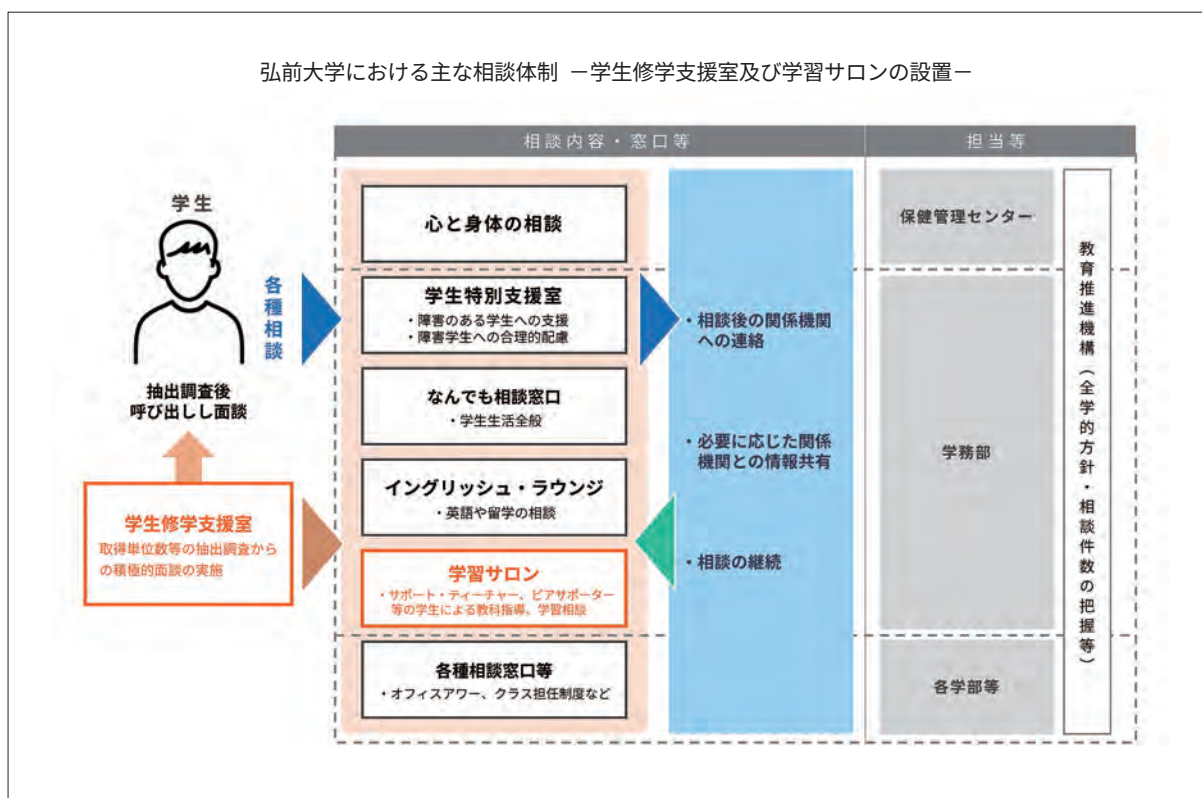 弘前大学における主な相談体制 －学生修学支援室及び学習サロンの設置－
相談内容・窓口等
担当等
学生
各種相談
抽出調査後
呼び出しし面談
学生修学支援室
取得単位数等の抽出調査から
の積極的面談の実施
心と身体の相談
学生特別支援室
・障害のある学生への支援
・障害学生への合理的配慮
なんでも相談窓口
・学生生活全般
イングリッシュ・ラウンジ
・英語や留学の相談
学習サロン
・サポート・ティーチャー、ピアサポーター
等の学生による教科指導、学習相談
各種相談窓口等
・オフィスアワー、クラス担任制度など
・相談後の関係機関
への連絡
・必要に応じた関係
機関との情報共有
・相談の継続
保健管理センター
学務部
各学部等
教育推進機構（全学的方針・相談件数の把握等）